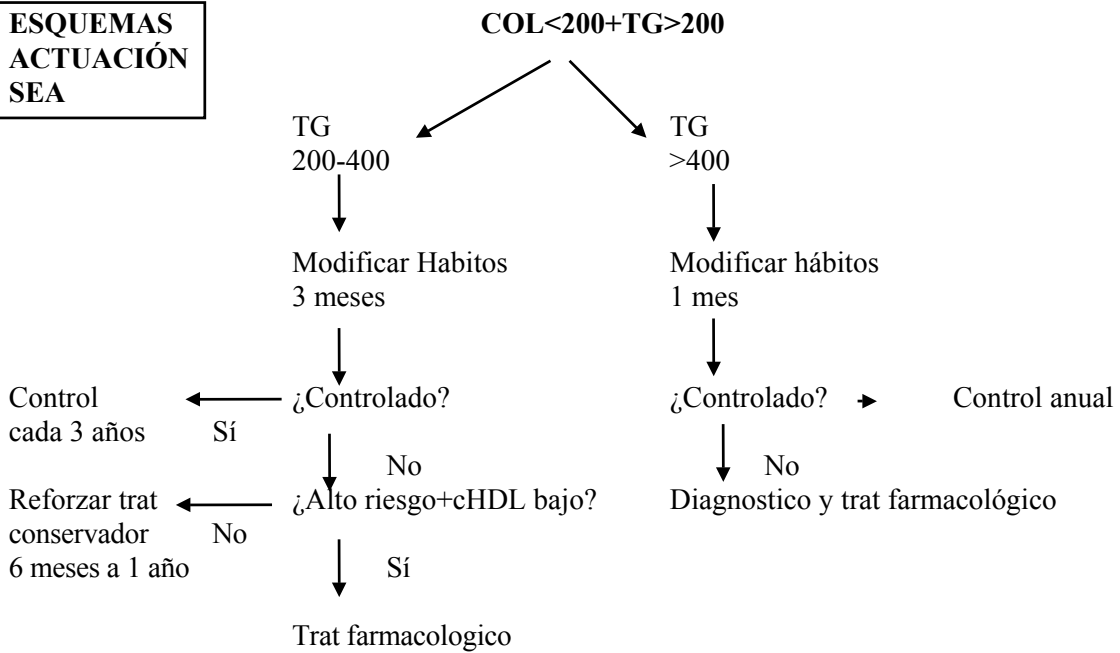 ESQUEMAS
ACTUACIÓN
SEA
COL<200+TG>200
TG
200-400
TG
>400
Modificar Habitos
3 meses
Modificar hábitos
1 mes
Control
cada 3 años
Sí
¿Controlado?
¿Controlado?
Control anual
No
No
Reforzar trat
conservador
6 meses a 1 año
No
¿Alto riesgo+cHDL bajo?
Diagnostico y trat farmacológico
Sí
Trat farmacologico